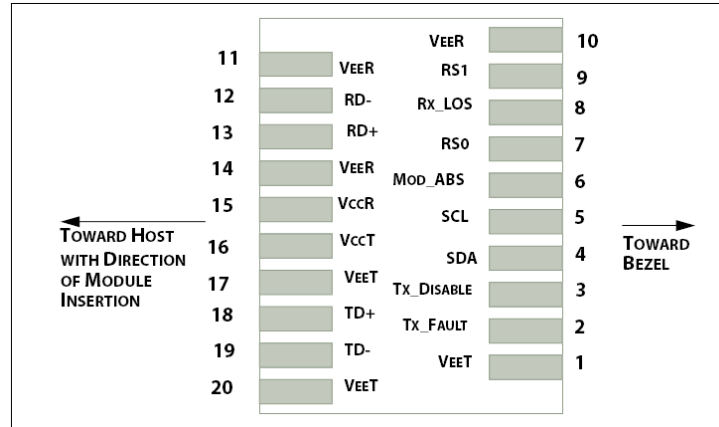 11 VEER
12 RD-
13 RD+
14 VEER
15 VCCR
16 VCCT
17 VEET
18 TD+
19 TD-
20 VEET
VEER 10
RS1 9
RX_LOS 8
RS0 7
MOD_ABS 6
SCL 5
SDA 4
TX_DISABLE 3
TX_FAULT 2
VEET 1
TOWARD HOST
WITH DIRECTION
OF MODULE
INSERTION
TOWARD
BEZEL